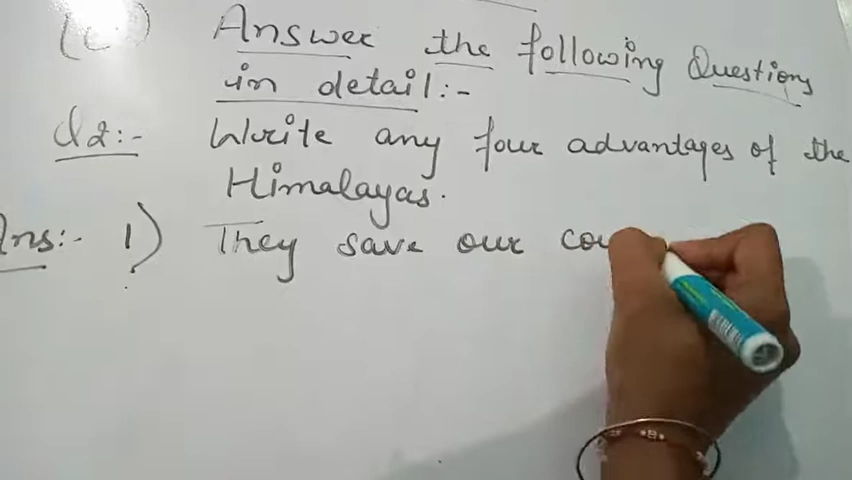 (C) Answer the following Questions
in detail:-
Q2:- Write any four advantages of the
Himalayas.
Ans:- 1) They save our cou